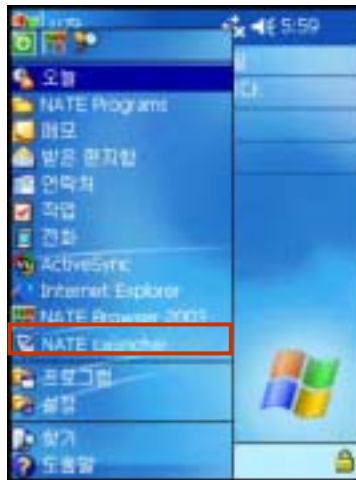 시작 5:59
오늘
NATE Programs
메모
받은 편지함
연락처
작업
전화
ActiveSync
Internet Explorer
NATE Browser 2003
NATE Launcher
프로그램
설정
찾기
도움말